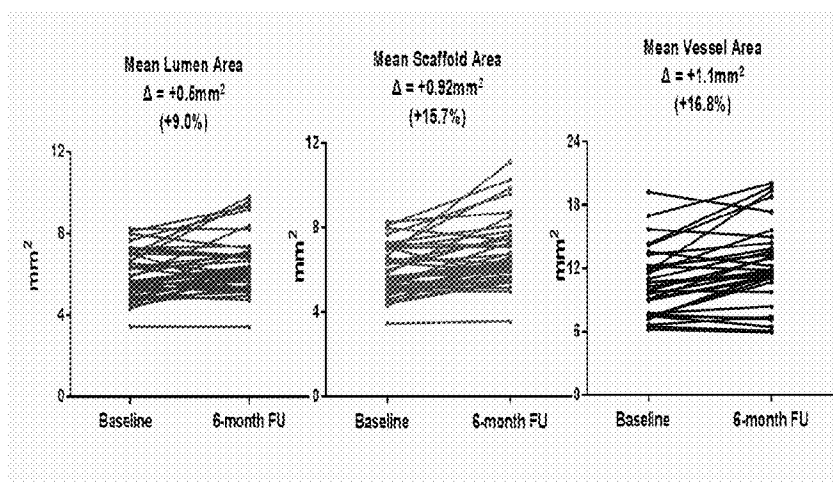 Mean Lumen Area
Δ = +0.5mm²
(+9.0%)
12
8
4
0
mm²
Baseline
6-month FU
Mean Scaffold Area
Δ = +0.92mm²
(+15.7%)
12
8
4
0
mm²
Baseline
6-month FU
Mean Vessel Area
Δ = +1.1mm²
(+16.8%)
24
18
12
6
0
mm²
Baseline
6-month FU